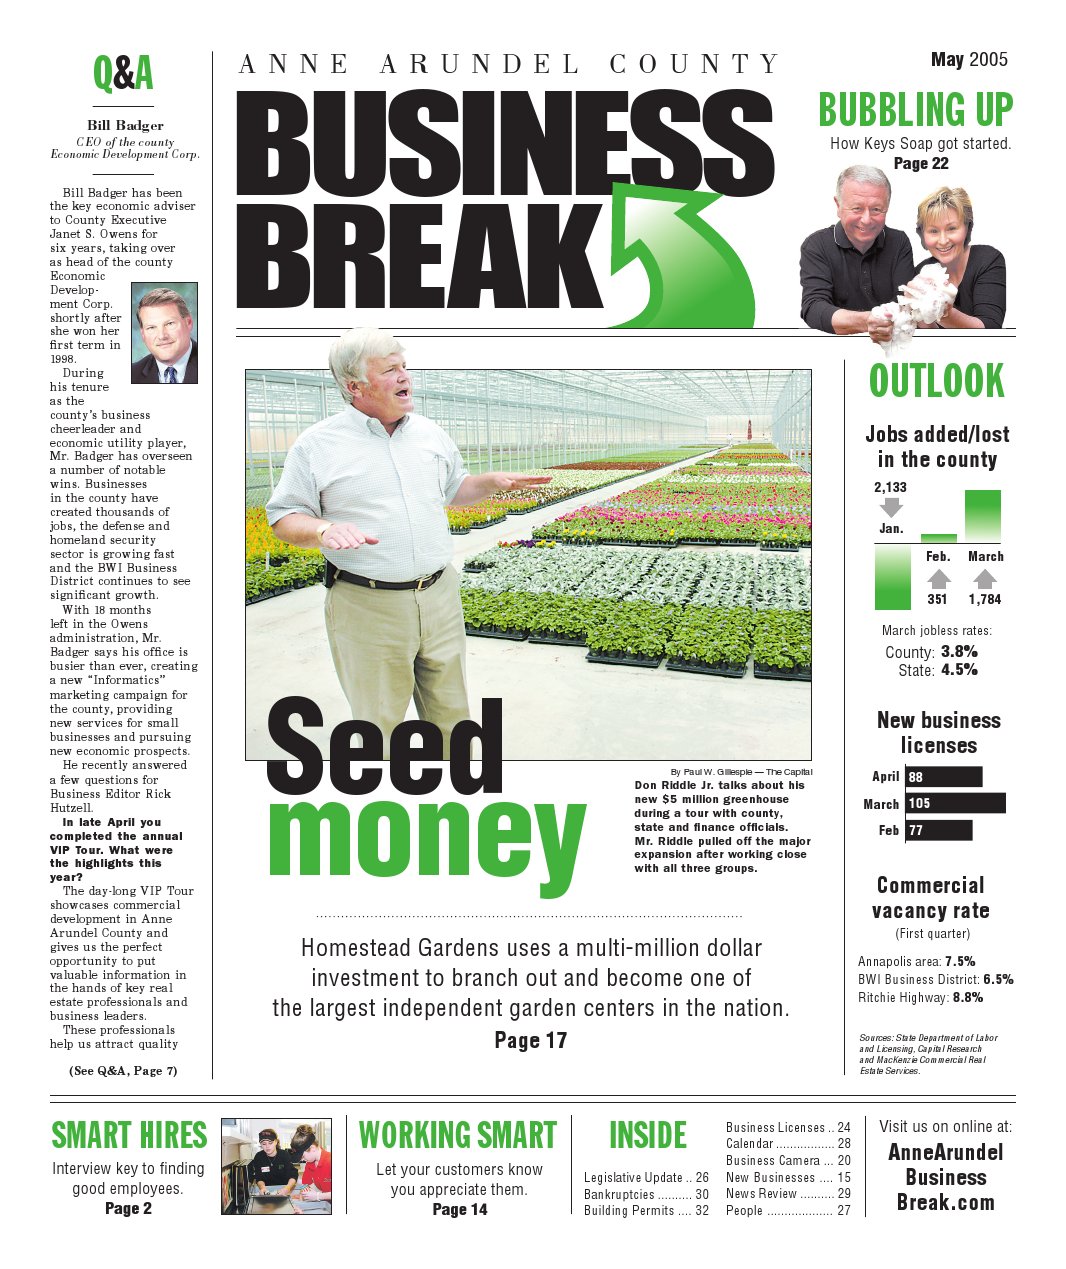 Q&A
Bill Badger
CEO of the county
Economic Development Corp.
Bill Badger has been
the key economic adviser
to County Executive
Janet S. Owens for
six years, taking over
as head of the county
Economic
Develop-
ment Corp.
shortly after
she won her
first term in
1998.
During
his tenure
as the
county's business
cheerleader and
economic utility player,
Mr. Badger has overseen
a number of notable
wins. Businesses
in the county have
created thousands of
jobs, the defense and
homeland security
sector is growing fast
and the BWI Business
District continues to see
significant growth.
With 18 months
left in the Owens
administration, Mr.
Badger says his office is
busier than ever, creating
a new “Informatics”
marketing campaign for
the county, providing
new services for small
businesses and pursuing
new economic prospects.
He recently answered
a few questions for
Business Editor Rick
Hutzell.
In late April you
completed the annual
VIP Tour. What were
the highlights this
year?
The day-long VIP Tour
showcases commercial
development in Anne
Arundel County and
gives us the perfect
opportunity to put
valuable information in
the hands of key real
estate professionals and
business leaders.
These professionals
help us attract quality
(See Q&A, Page 7)
ANNE ARUNDEL COUNTY
BUSINESS
BREAK
May 2005
BUBBLING UP
How Keys Soap got started.
Page 22
Seed
money
By Paul W. Gillespie — The Capital
Don Riddle Jr. talks about his
new $5 million greenhouse
during a tour with county,
state and finance officials.
Mr. Riddle pulled off the major
expansion after working close
with all three groups.
Homestead Gardens uses a multi-million dollar
investment to branch out and become one of
the largest independent garden centers in the nation.
Page 17
OUTLOOK
Jobs added/lost
in the county
2,133
Jan.
Feb. March
351 1,784
March jobless rates:
County: 3.8%
State: 4.5%
New business
licenses
April 88
March 105
Feb 77
Commercial
vacancy rate
(First quarter)
Annapolis area: 7.5%
BWI Business District: 6.5%
Ritchie Highway: 8.8%
Sources: State Department of Labor
and Licensing, Capital Research
and MacKenzie Commercial Real
Estate Services.
SMART HIRES
Interview key to finding
good employees.
Page 2
WORKING SMART
Let your customers know
you appreciate them.
Page 14
INSIDE
Legislative Update .. 26
Bankruptcies .......... 30
Building Permits .... 32
Business Licenses .. 24
Calendar ................. 28
Business Camera ... 20
New Businesses .... 15
News Review .......... 29
People ................... 27
Visit us on online at:
AnneArundel
Business
Break.com